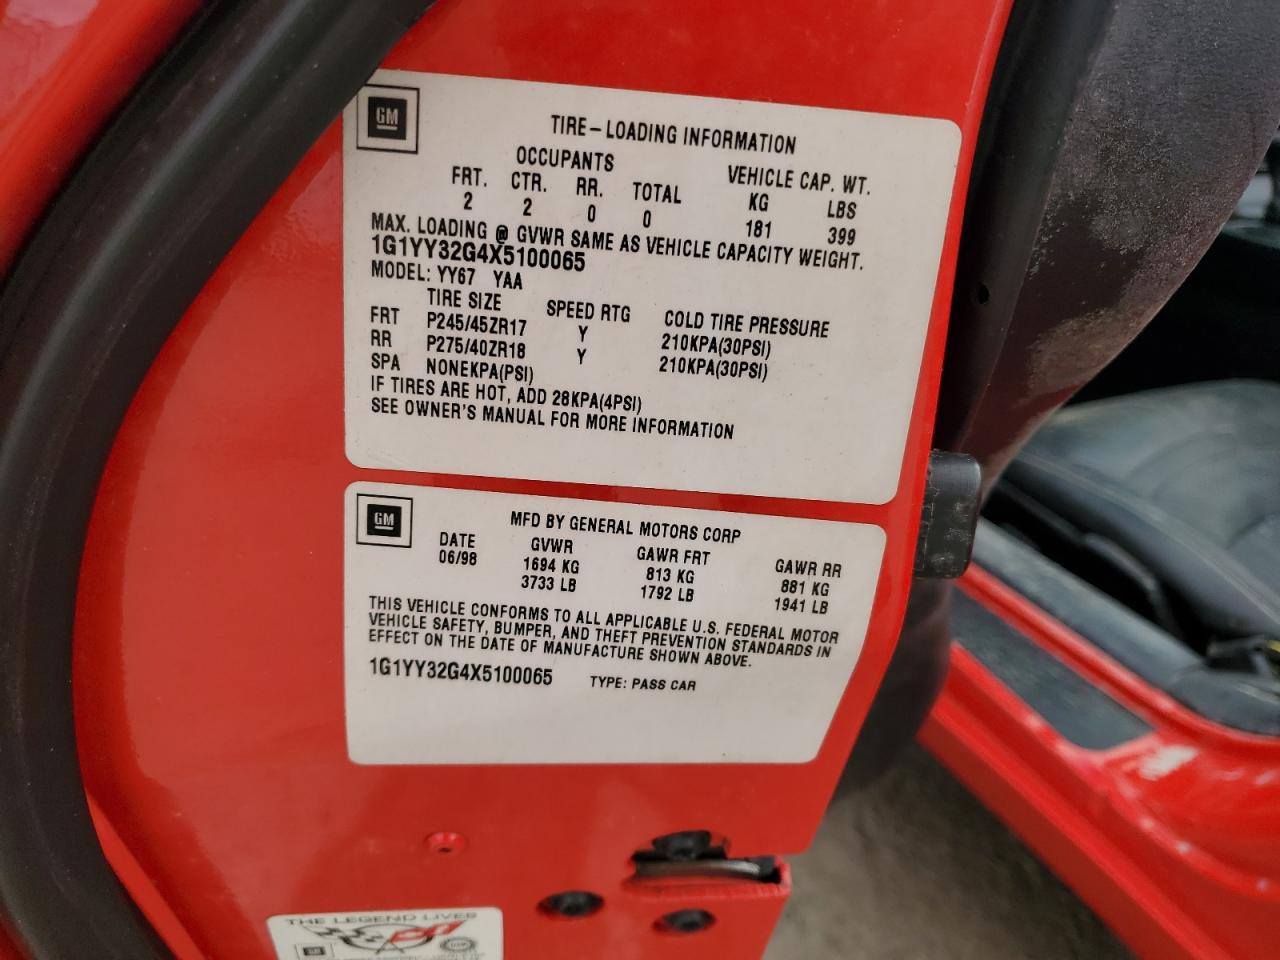 GM
TIRE-LOADING INFORMATION
OCCUPANTS VEHICLE CAP. WT.
FRT. CTR. RR. TOTAL KG LBS
2 2 0 0 181 399
MAX. LOADING @ GVWR SAME AS VEHICLE CAPACITY WEIGHT.
1G1YY32G4X5100065
MODEL: YY67 YAA
TIRE SIZE SPEED RTG COLD TIRE PRESSURE
FRT P245/45ZR17 Y 210KPA(30PSI)
RR P275/40ZR18 Y 210KPA(30PSI)
SPA NONEKPA(PSI)
IF TIRES ARE HOT, ADD 28KPA(4PSI)
SEE OWNER'S MANUAL FOR MORE INFORMATION
GM
MFD BY GENERAL MOTORS CORP
DATE GVWR GAWR FRT GAWR RR
06/98 1694 KG 813 KG 881 KG
3733 LB 1792 LB 1941 LB
THIS VEHICLE CONFORMS TO ALL APPLICABLE U.S. FEDERAL MOTOR
VEHICLE SAFETY, BUMPER, AND THEFT PREVENTION STANDARDS IN
EFFECT ON THE DATE OF MANUFACTURE SHOWN ABOVE.
1G1YY32G4X5100065 TYPE: PASS CAR
THE LEGEND LIVES
GM